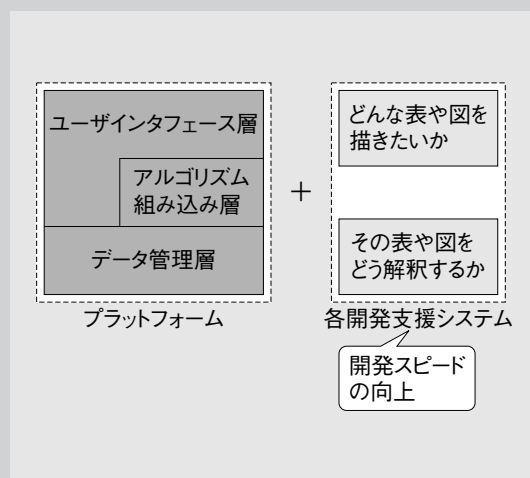 ユーザインタフェース層
アルゴリズム
組み込み層
データ管理層
プラットフォーム
+
どんな表や図を
描きたいか
その表や図を
どう解釈するか
各開発支援システム
開発スピード
の向上